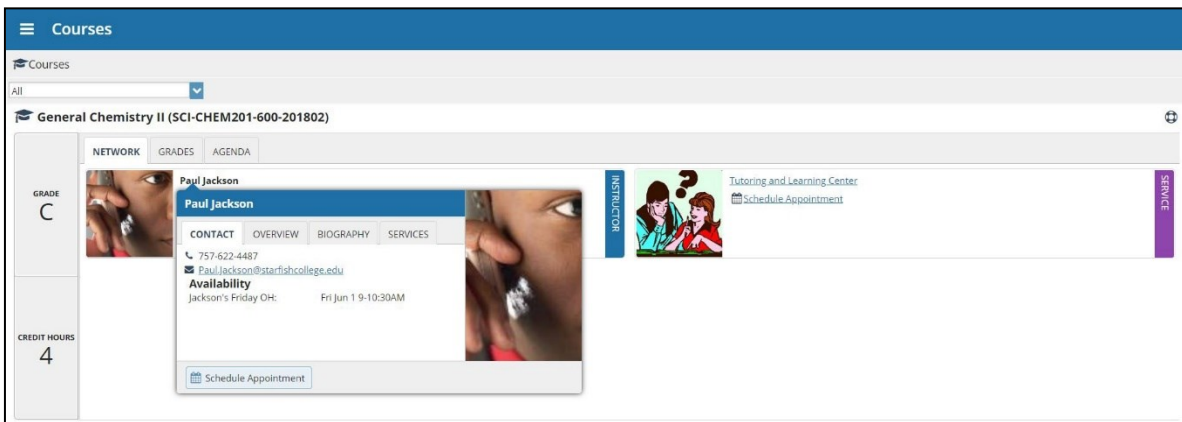 Courses
Courses
All
General Chemistry II (SCI-CHEM201-600-201802)
GRADE
C
CREDIT HOURS
4
NETWORK GRADES AGENDA
Paul Jackson
INSTRUCTOR
Paul Jackson
CONTACT OVERVIEW BIOGRAPHY SERVICES
757-622-4487
Paul.Jackson@starfishcollege.edu
Availability
Jackson's Friday OH: Fri Jun 1 9-10:30AM
Schedule Appointment
?
Tutoring and Learning Center
Schedule Appointment
SERVICE